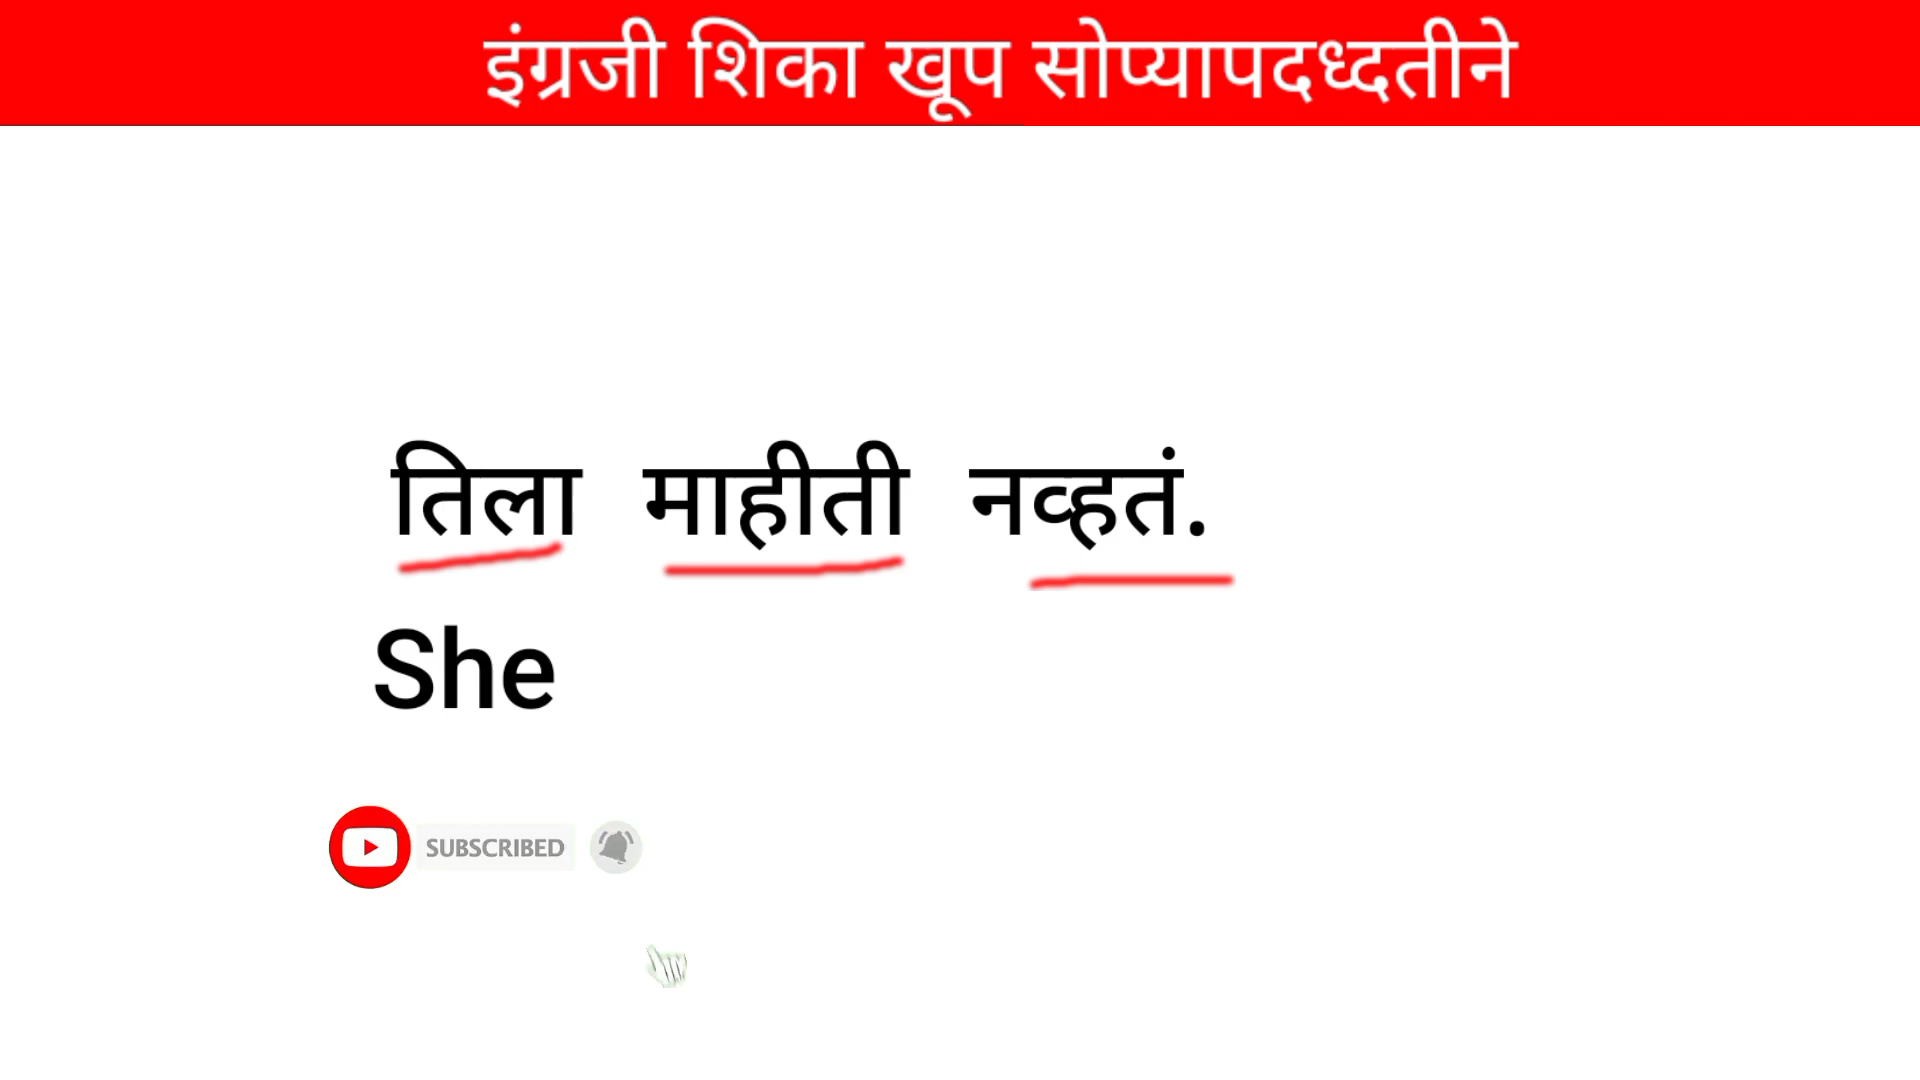 इंग्रजी शिका खूप सोप्यापदध्दतीने
तिला माहीती नव्हतं.
She
SUBSCRIBED